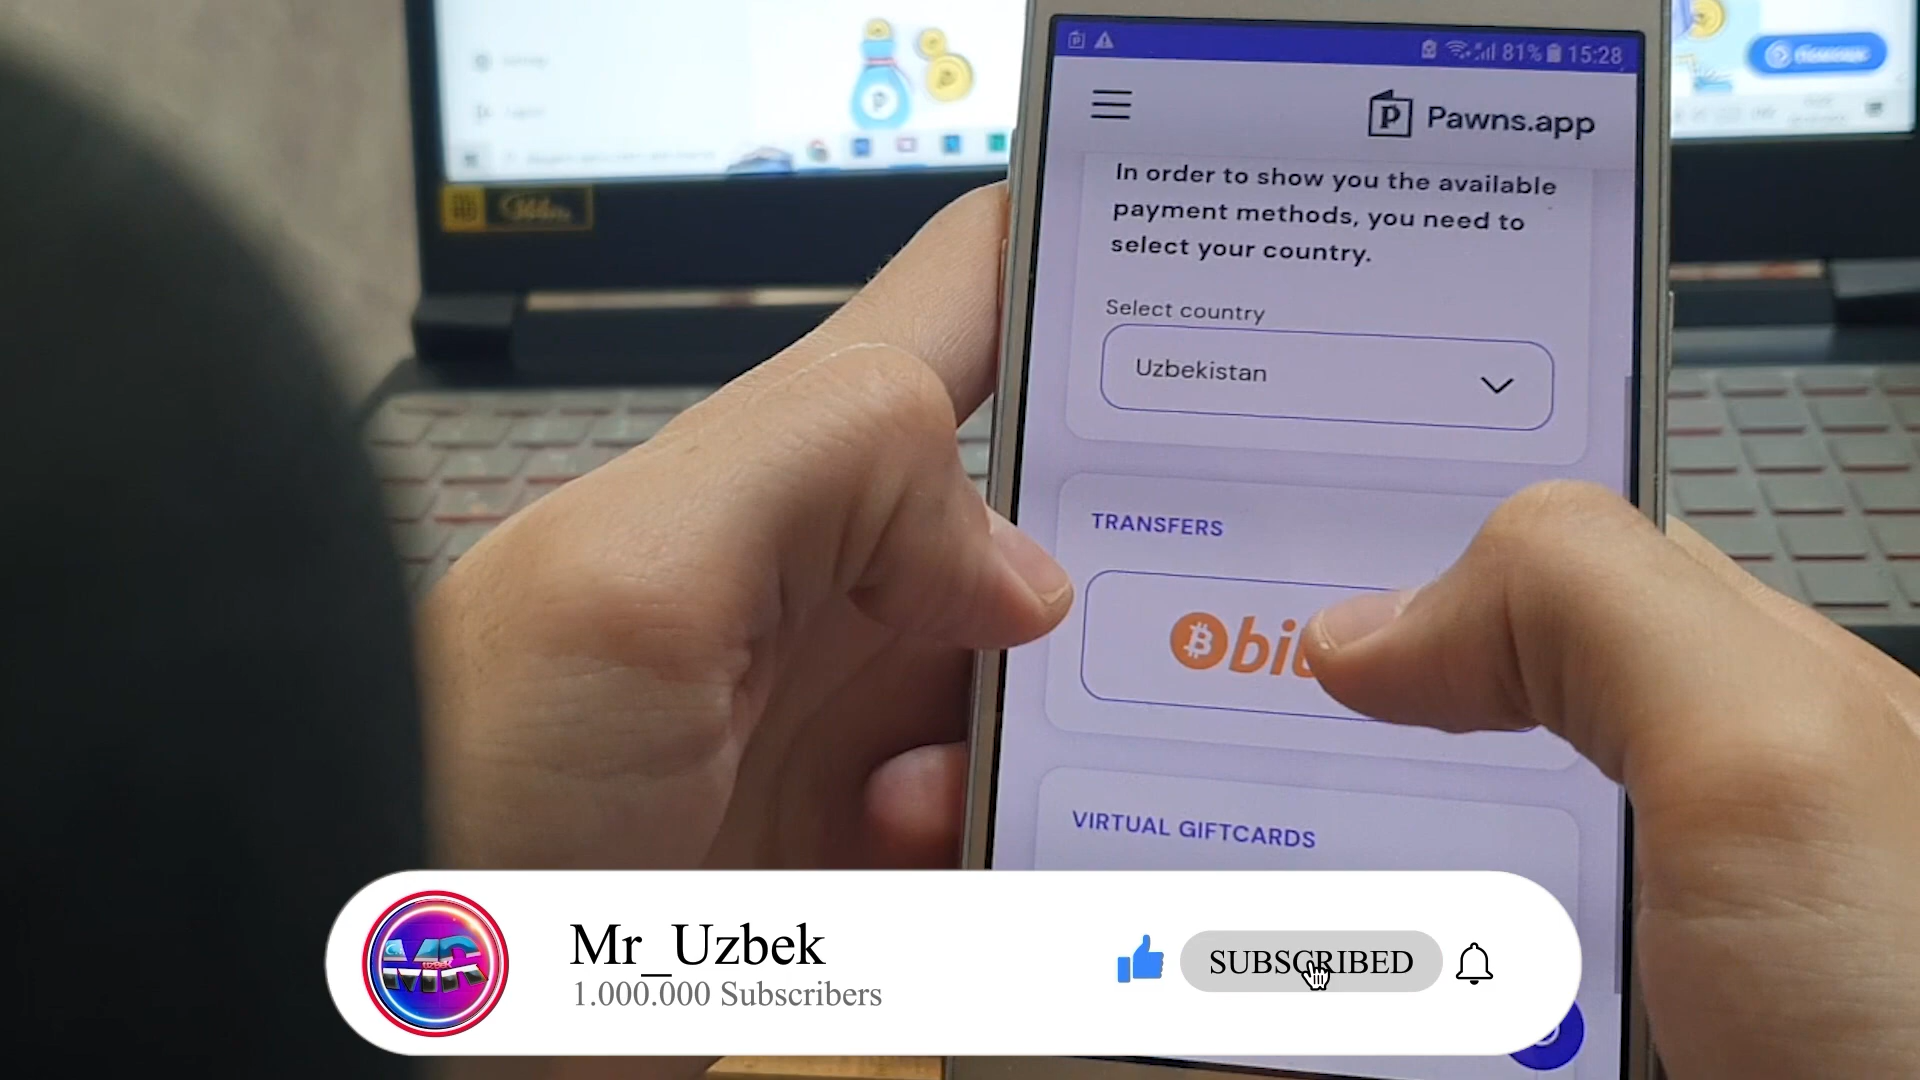 81% 15:28
Pawns.app
In order to show you the available
payment methods, you need to
select your country.
Select country
Uzbekistan
TRANSFERS
bit
VIRTUAL GIFTCARDS
Mr_Uzbek
1.000.000 Subscribers
SUBSCRIBED